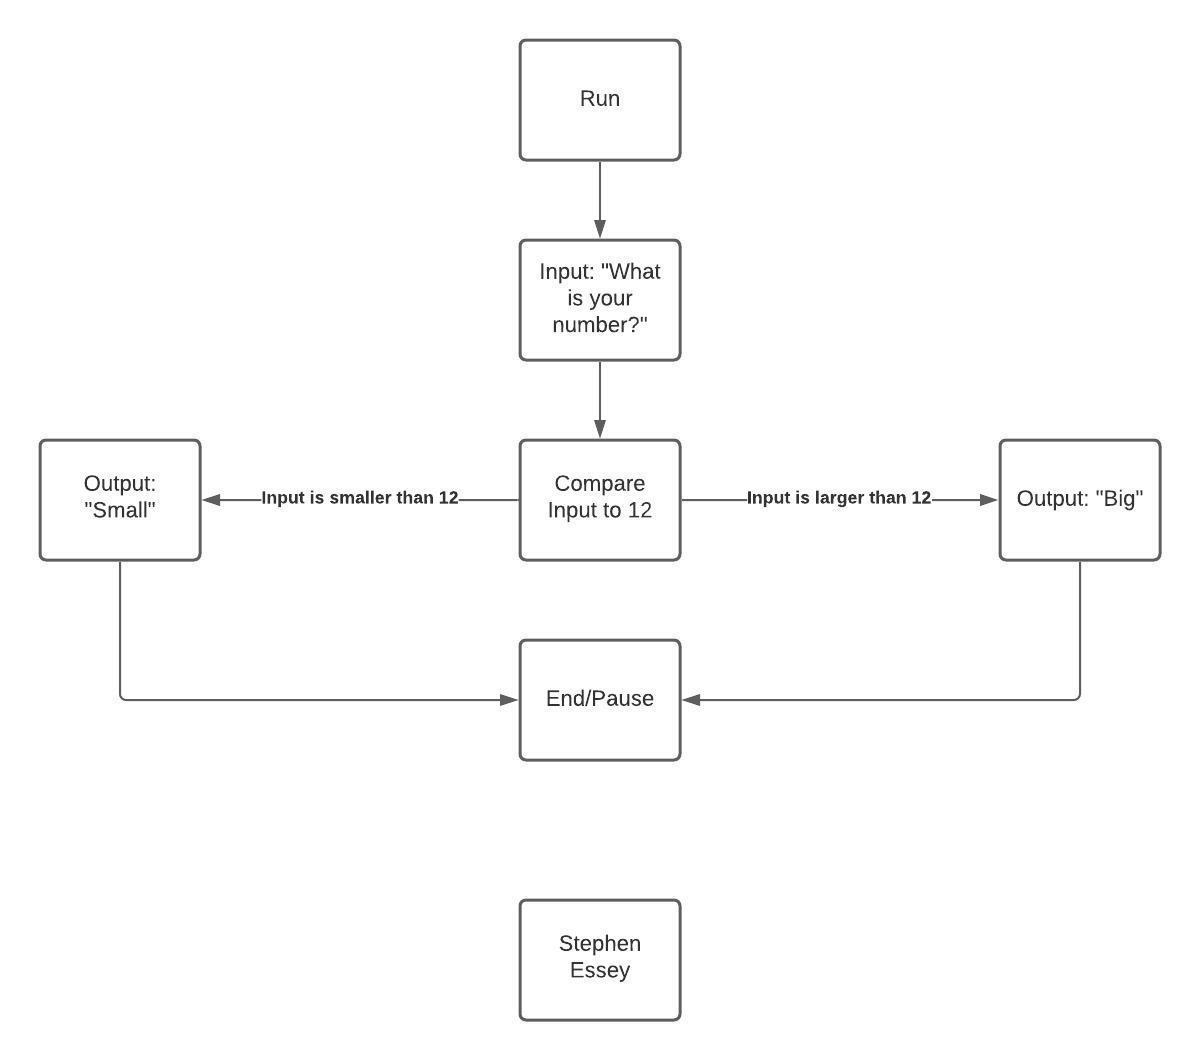 Run
Input: "What
is your
number?"
Output:
"Small"
Input is smaller than 12
Compare
Input to 12
Input is larger than 12
Output: "Big"
End/Pause
Stephen
Essey